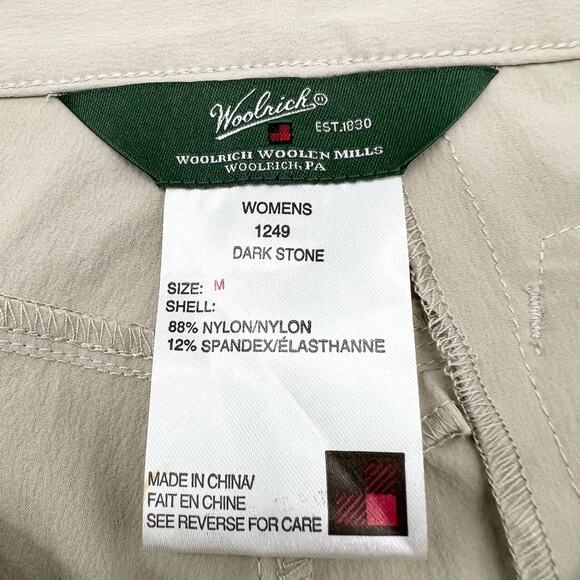 Woolrich®
EST.1830
WOOLRICH WOOLEN MILLS
WOOLRICH, PA
WOMENS
1249
DARK STONE
SIZE: M
SHELL:
88% NYLON/NYLON
12% SPANDEX/ÉLASTHANNE
MADE IN CHINA/
FAIT EN CHINE
SEE REVERSE FOR CARE